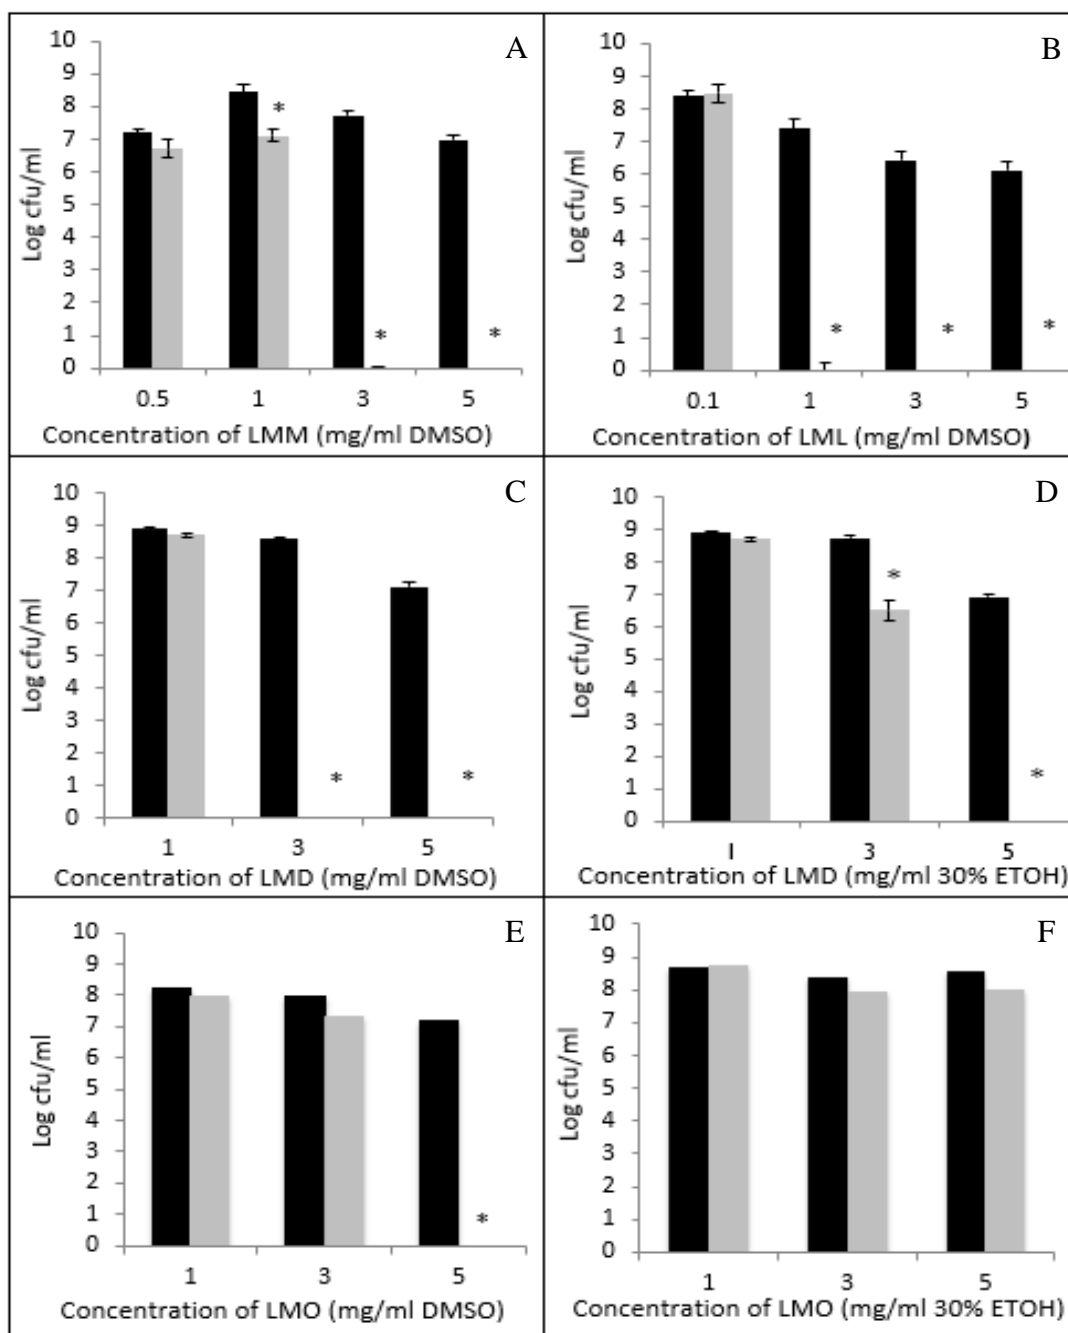 A
10
9
8
7
6
5
4
3
2
1
0
Log cfu/ml
*
*
*
0.5 1 3 5
Concentration of LMM (mg/ml DMSO)
B
10
9
8
7
6
5
4
3
2
1
0
Log cfu/ml
* * *
0.1 1 3 5
Concentration of LML (mg/ml DMSO)
C
10
9
8
7
6
5
4
3
2
1
0
Log cfu/ml
* *
1 3 5
Concentration of LMD (mg/ml DMSO)
D
10
9
8
7
6
5
4
3
2
1
0
Log cfu/ml
*
*
1 3 5
Concentration of LMD (mg/ml 30% ETOH)
E
10
9
8
7
6
5
4
3
2
1
0
Log cfu/ml
*
1 3 5
Concentration of LMO (mg/ml DMSO)
F
10
9
8
7
6
5
4
3
2
1
0
Log cfu/ml
1 3 5
Concentration of LMO (mg/ml 30% ETOH)